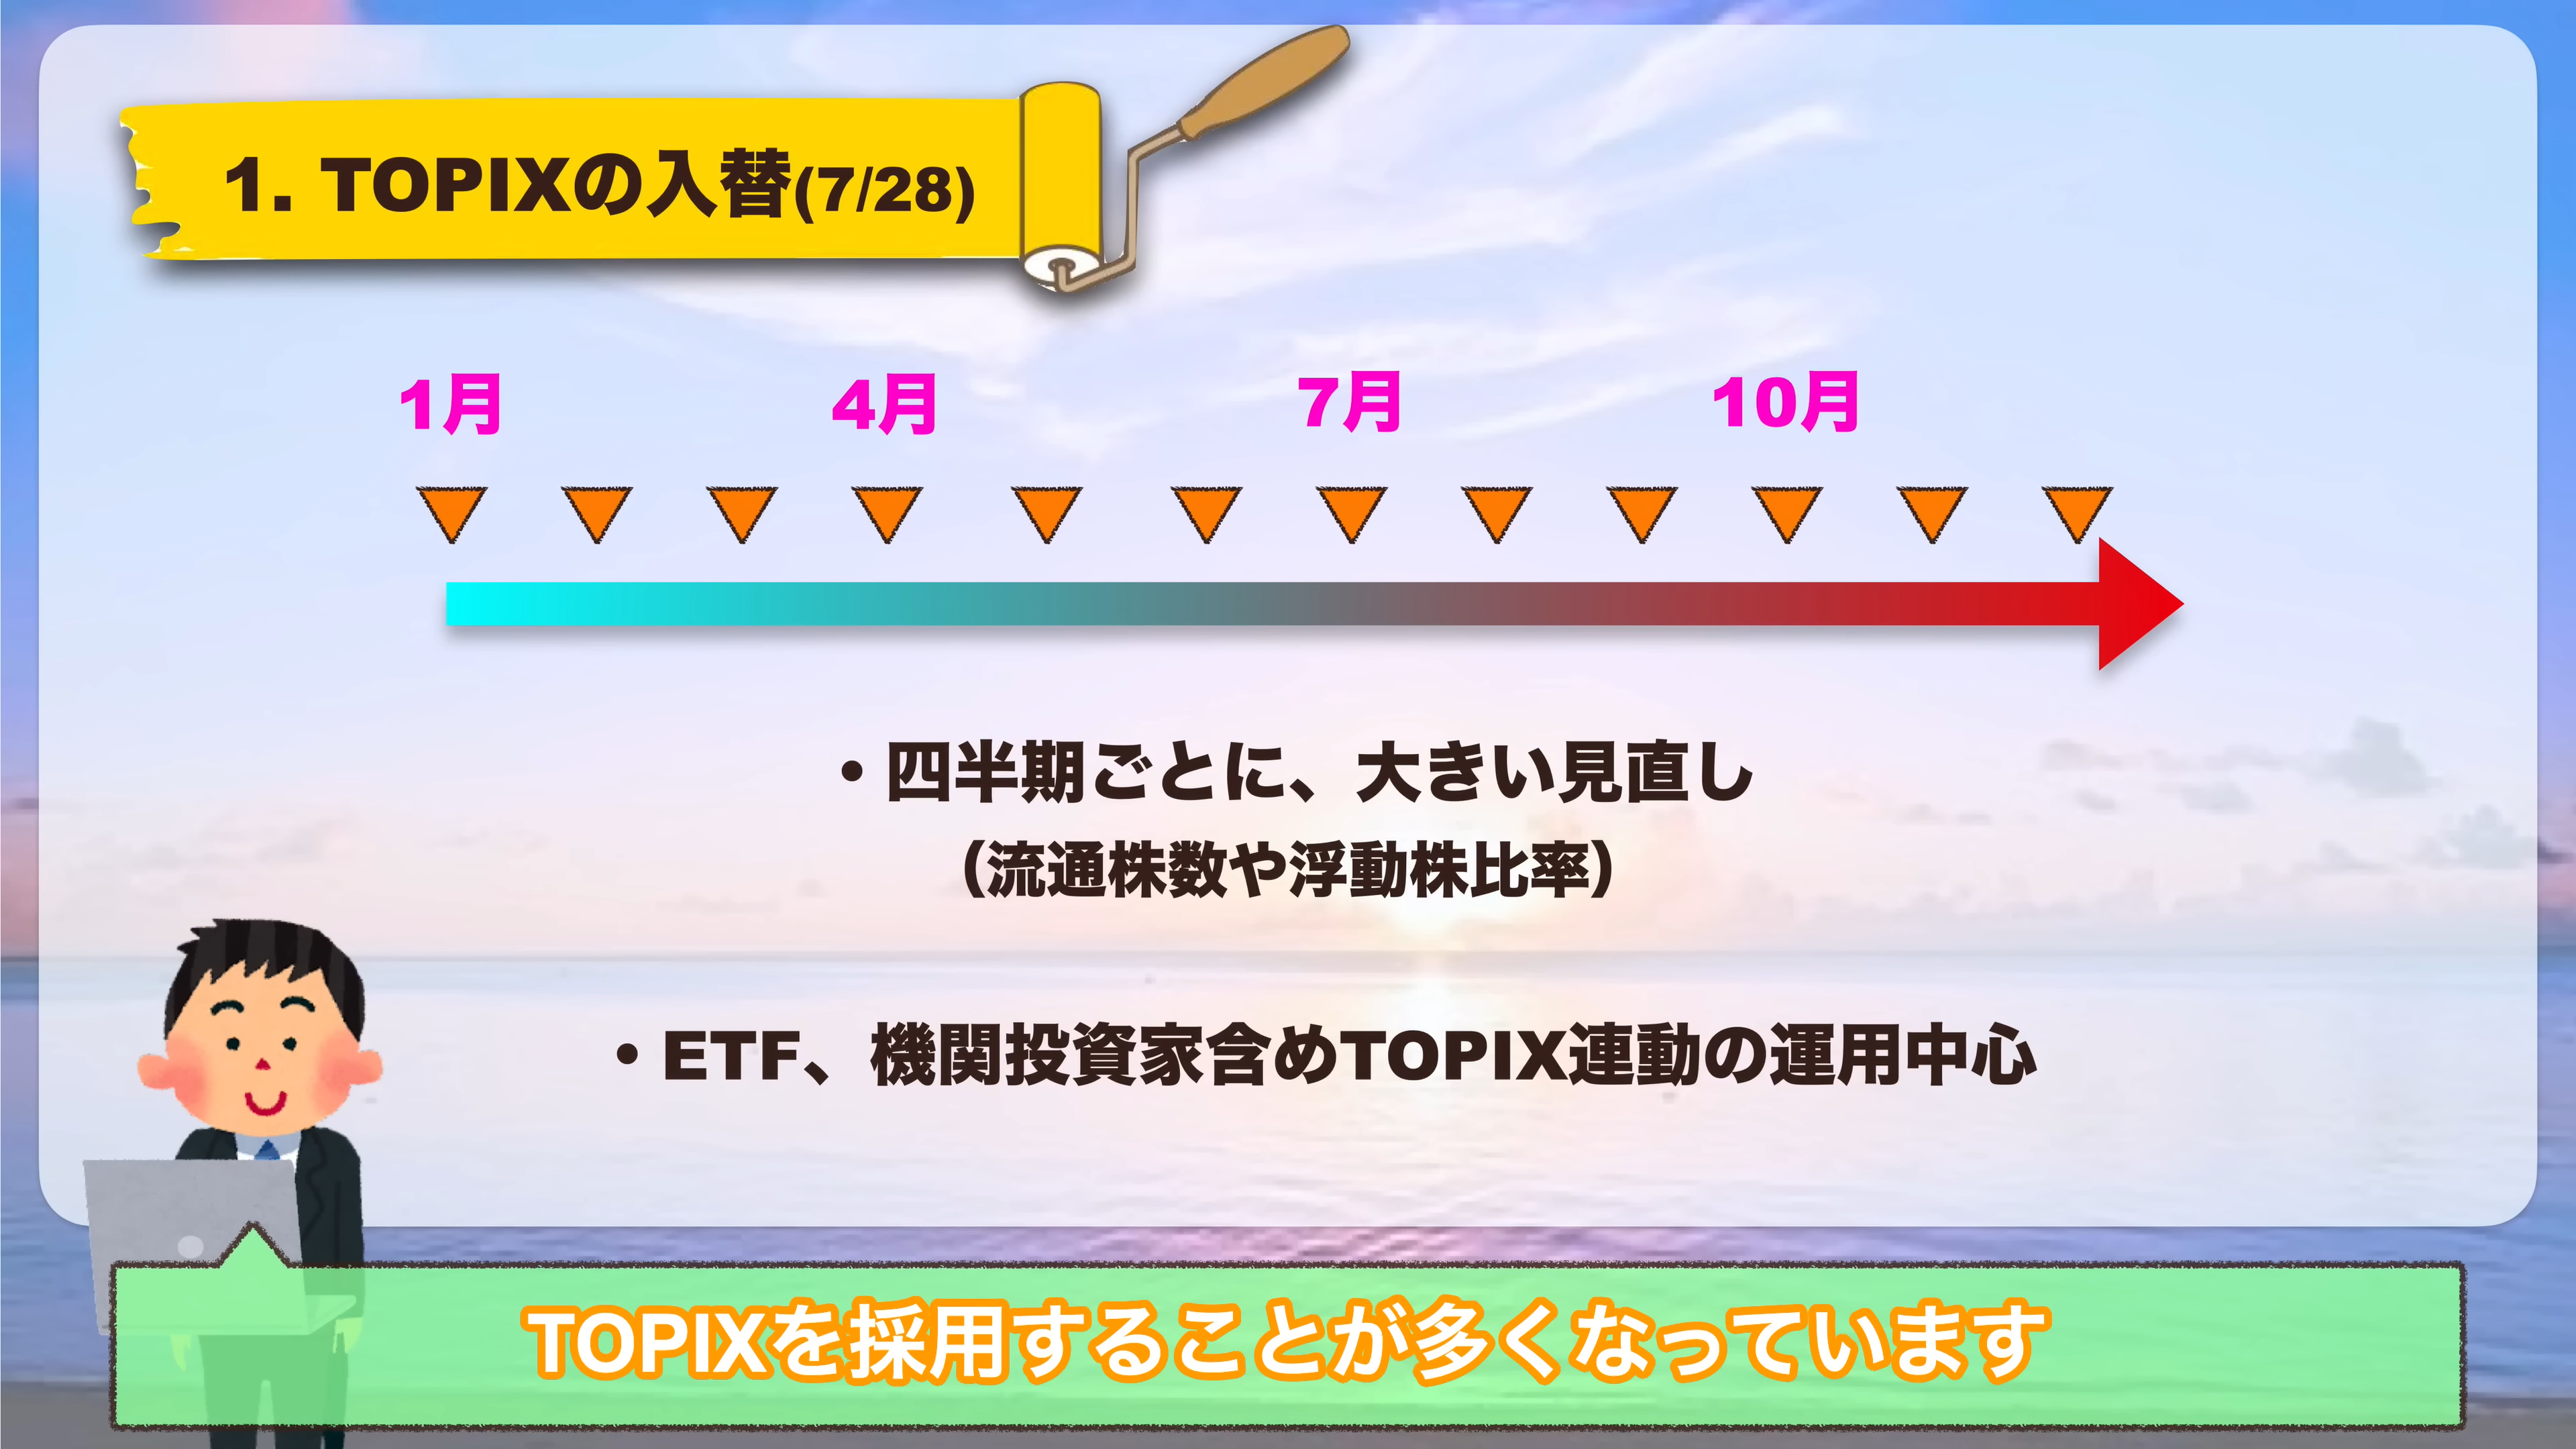 1. TOPIXの入替(7/28)
1月 4月 7月 10月
• 四半期ごとに、大きい見直し
（流通株数や浮動株比率）
• ETF、機関投資家含めTOPIX連動の運用中心
TOPIXを採用することが多くなっています